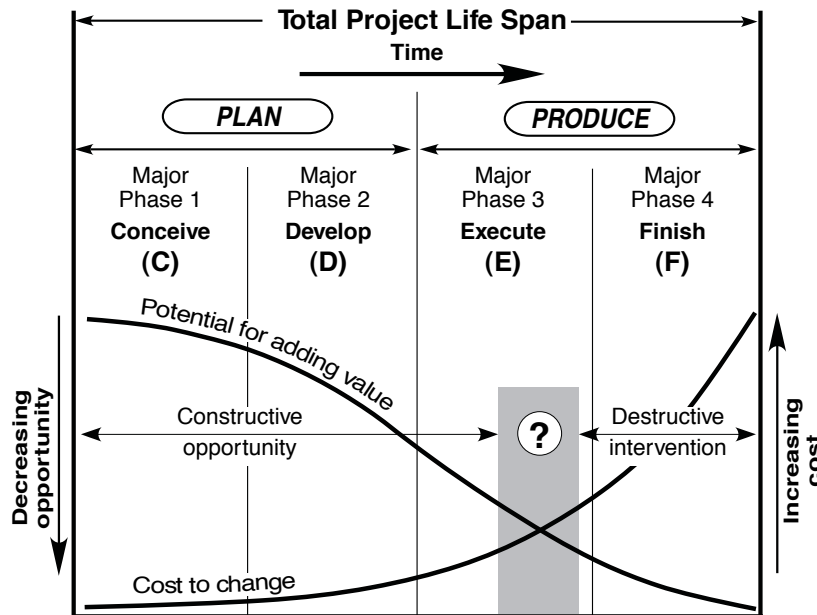 Total Project Life Span
Time
PLAN
PRODUCE
Major
Phase 1
Conceive
(C)
Major
Phase 2
Develop
(D)
Major
Phase 3
Execute
(E)
Major
Phase 4
Finish
(F)
Potential for adding value
Decreasing
opportunity
Constructive
opportunity
?
Destructive
intervention
Increasing
cost
Cost to change